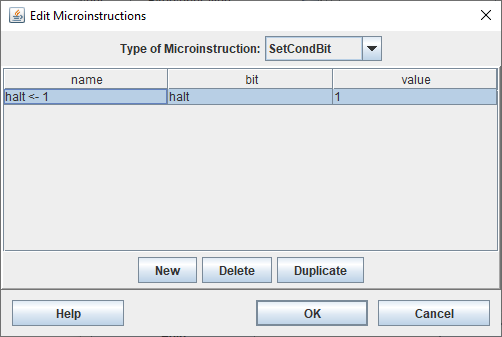 Edit Microinstructions
Type of Microinstruction: SetCondBit
name bit value
halt <- 1 halt 1
New Delete Duplicate
Help OK Cancel